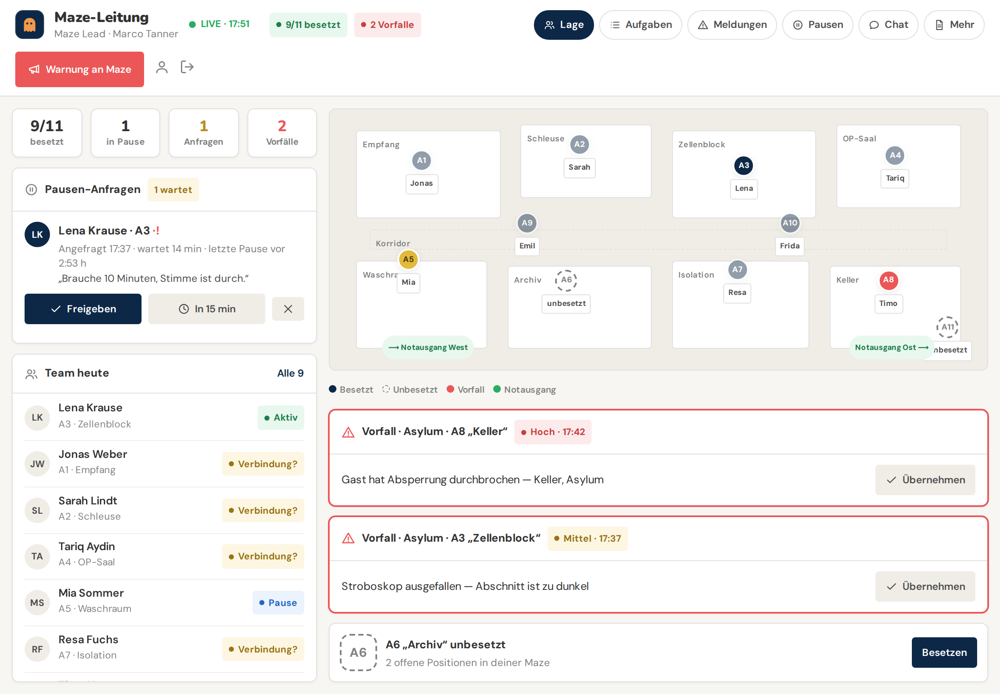 Maze-Leitung
Maze Lead · Marco Tanner
LIVE · 17:51
9/11 besetzt
2 Vorfalle
Lage
Aufgaben
Meldungen
Pausen
Chat
Mehr
Warnung an Maze
9/11
besetzt
1
in Pause
1
Anfragen
2
Vorfälle
Pausen-Anfragen
1 wartet
LK
Lena Krause · A3 ·!
Angefragt 17:37 · wartet 14 min · letzte Pause vor
2:53 h
„Brauche 10 Minuten, Stimme ist durch.“
Freigeben
In 15 min
Team heute
Alle 9
LK
Lena Krause
A3 · Zellenblock
Aktiv
JW
Jonas Weber
A1 · Empfang
Verbindung?
SL
Sarah Lindt
A2 · Schleuse
Verbindung?
TA
Tariq Aydin
A4 · OP-Saal
Verbindung?
MS
Mia Sommer
A5 · Waschraum
Pause
RF
Resa Fuchs
A7 · Isolation
Verbindung?
Empfang
A1
Jonas
Schleuse
A2
Sarah
Zellenblock
A3
Lena
OP-Saal
A4
Tariq
Korridor
A9
Emil
A10
Frida
Waschra
A5
Mia
Archiv
A6
unbesetzt
Isolation
A7
Resa
Keller
A8
Timo
A11
nbesetzt
⟶ Notausgang West
Notausgang Ost ⟶
Besetzt
Unbesetzt
Vorfall
Notausgang
Vorfall · Asylum · A8 „Keller“
Hoch · 17:42
Gast hat Absperrung durchbrochen — Keller, Asylum
Übernehmen
Vorfall · Asylum · A3 „Zellenblock“
Mittel · 17:37
Stroboskop ausgefallen — Abschnitt ist zu dunkel
Übernehmen
A6
A6 „Archiv“ unbesetzt
2 offene Positionen in deiner Maze
Besetzen